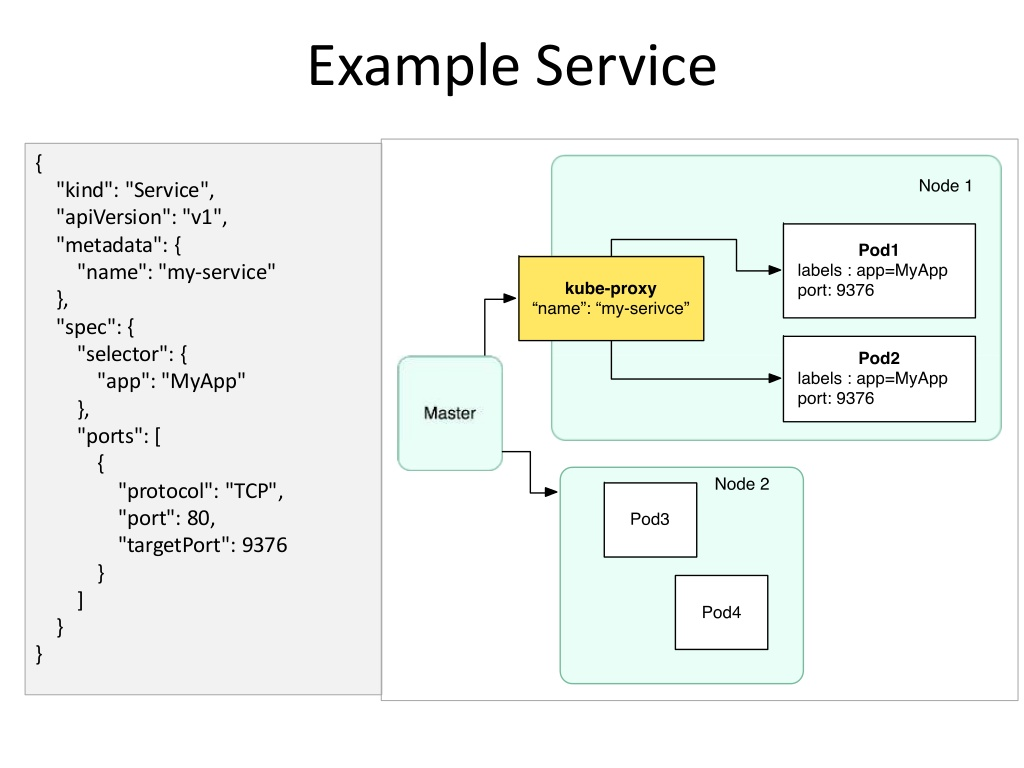 Example Service
{
"kind": "Service",
"apiVersion": "v1",
"metadata": {
"name": "my-service"
},
"spec": {
"selector": {
"app": "MyApp"
},
"ports": [
{
"protocol": "TCP",
"port": 80,
"targetPort": 9376
}
]
}
}
Node 1
Pod1
labels : app=MyApp
port: 9376
kube-proxy
“name”: “my-serivce”
Pod2
labels : app=MyApp
port: 9376
Master
Node 2
Pod3
Pod4